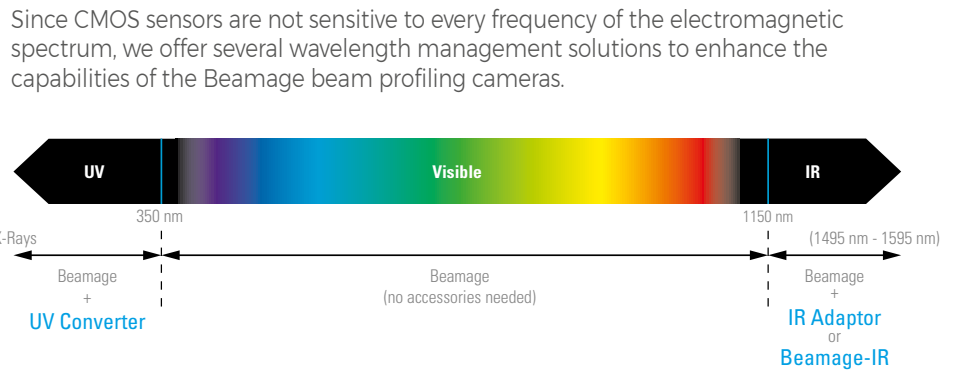 Since CMOS sensors are not sensitive to every frequency of the electromagnetic
spectrum, we offer several wavelength management solutions to enhance the
capabilities of the Beamage beam profiling cameras.
UV
Visible
IR
350 nm
1150 nm
-Rays
(1495 nm - 1595 nm)
Beamage
+
UV Converter
Beamage
(no accessories needed)
Beamage
+
IR Adaptor
or
Beamage-IR